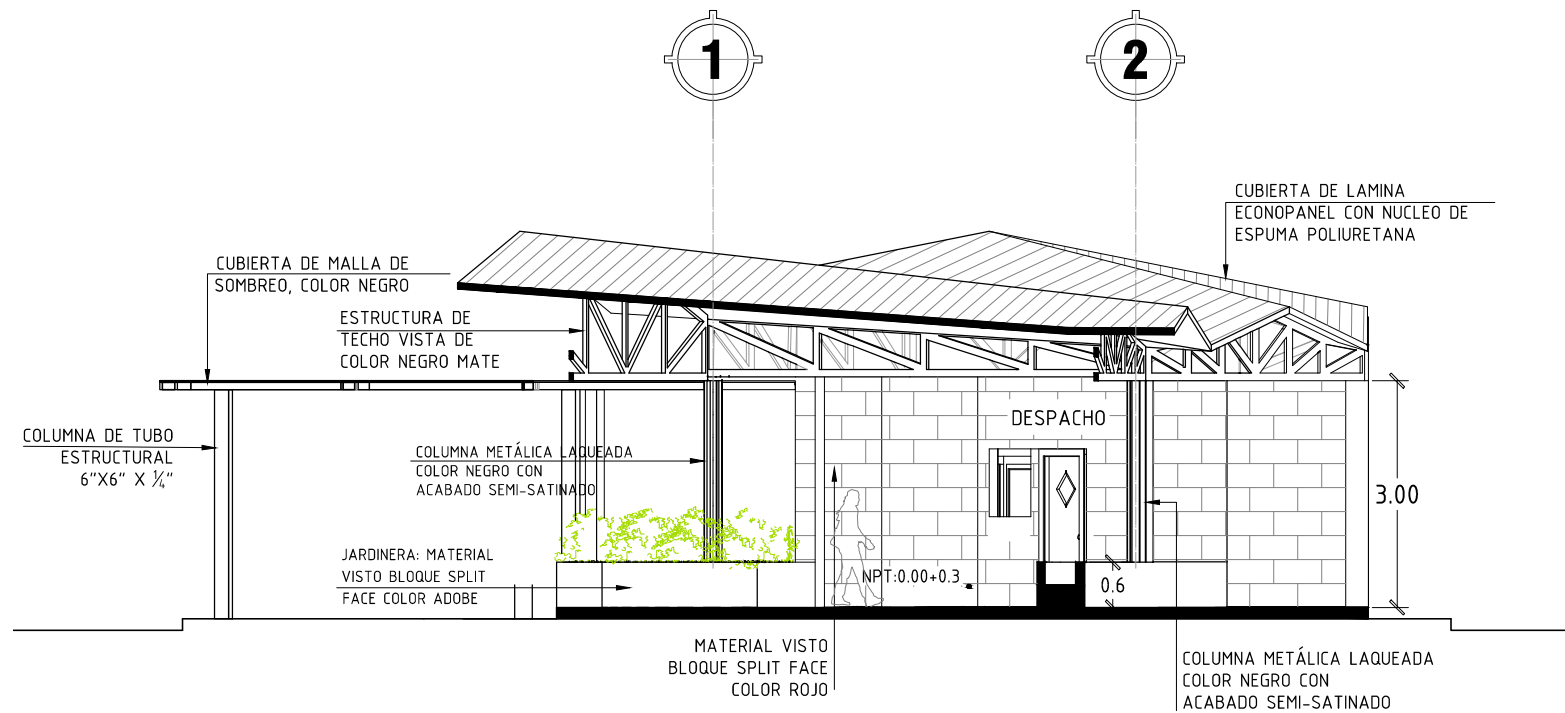 1
2
CUBIERTA DE LAMINA
ECONOPANEL CON NUCLEO DE
ESPUMA POLIURETANA
CUBIERTA DE MALLA DE
SOMBREO, COLOR NEGRO
ESTRUCTURA DE
TECHO VISTA DE
COLOR NEGRO MATE
COLUMNA DE TUBO
ESTRUCTURAL
6"X6" X ¼"
COLUMNA METÁLICA LAQUEADA
COLOR NEGRO CON
ACABADO SEMI-SATINADO
DESPACHO
3.00
JARDINERA: MATERIAL
VISTO BLOQUE SPLIT
FACE COLOR ADOBE
NPT:0.00+0.3
0.6
MATERIAL VISTO
BLOQUE SPLIT FACE
COLOR ROJO
COLUMNA METÁLICA LAQUEADA
COLOR NEGRO CON
ACABADO SEMI-SATINADO